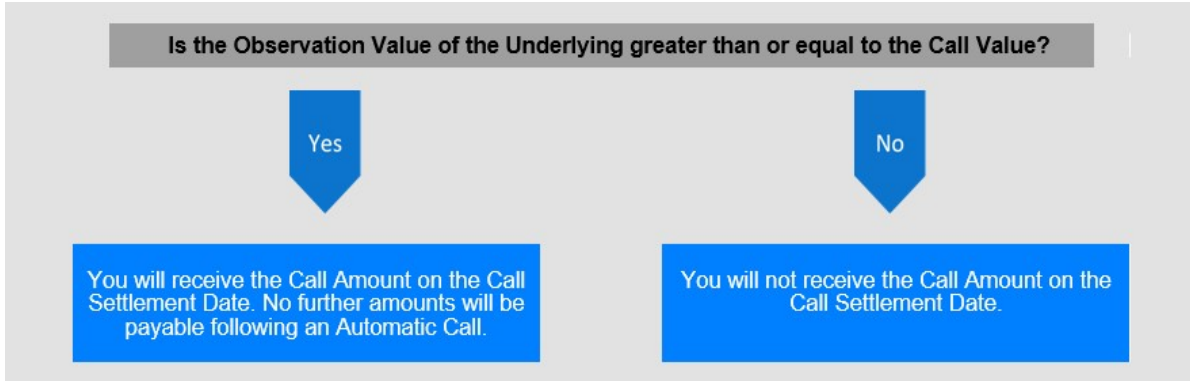 Is the Observation Value of the Underlying greater than or equal to the Call Value?
Yes
No
You will receive the Call Amount on the Call
Settlement Date. No further amounts will be
payable following an Automatic Call.
You will not receive the Call Amount on the
Call Settlement Date.